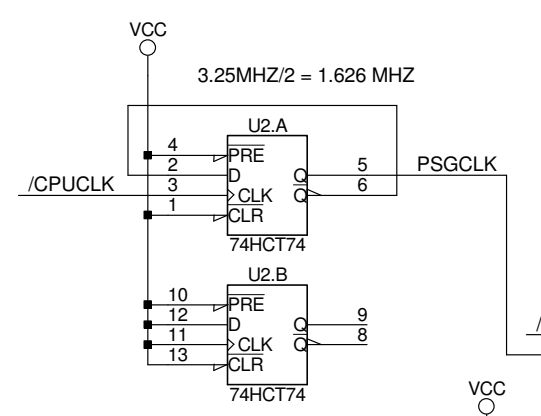 VCC
3.25MHZ/2 = 1.626 MHZ
U2.A
4 PRE
2 D Q 5 PSGCLK
/CPUCLK 3 CLK Q 6
1 CLR
74HCT74
U2.B
10 PRE
12 D Q 9
11 CLK Q 8
13 CLR
74HCT74
/
VCC